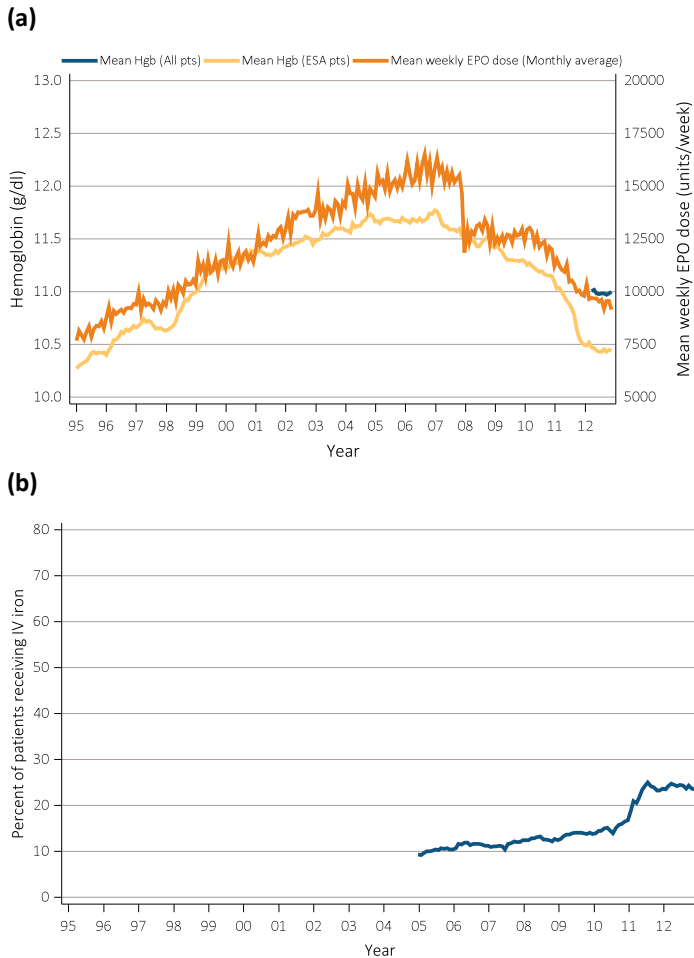 (a)
Mean Hgb (All pts) Mean Hgb (ESA pts) Mean weekly EPO dose (Monthly average)
13.0 20000
12.5 17500
12.0 15000
11.5 12500
11.0 10000
10.5 7500
10.0 5000
Hemoglobin (g/dl)
Mean weekly EPO dose (units/week)
95 96 97 98 99 00 01 02 03 04 05 06 07 08 09 10 11 12
Year
(b)
80
70
60
50
40
30
20
10
0
Percent of patients receiving IV iron
95 95 96 97 98 99 00 01 02 03 04 05 06 07 08 09 10 11 12
Year